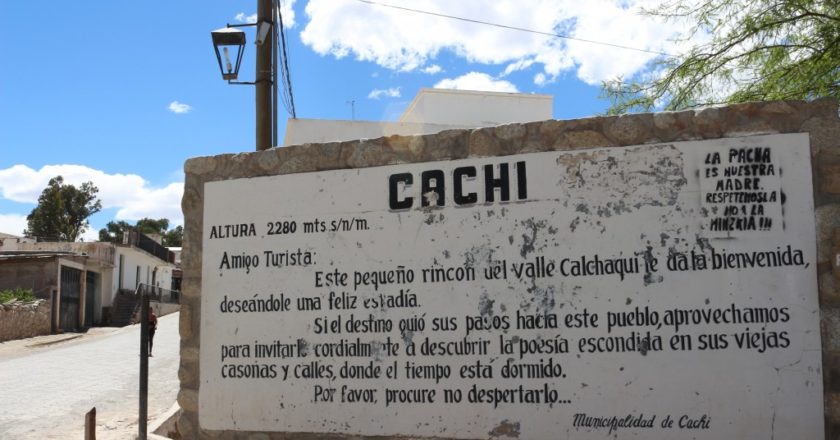 CACHI
LA PACHA
ES NUESTRA
MADRE.
RESPETEMOSLA
NO A LA
MINERIA!!!
ALTURA 2280 mts s/n/m.
Amigo Turista:
Este pequeño rincon del valle Calchaqui le da la bienvenida,
deseándole una feliz estadía.
Si el destino guió sus pasos hacia este pueblo, aprovechamos
para invitarle cordialmente a descubrir la poesía escondida en sus viejas
casonas y calles, donde el tiempo está dormido.
Por favor, procure no despertarlo...
Municipalidad de Cachi